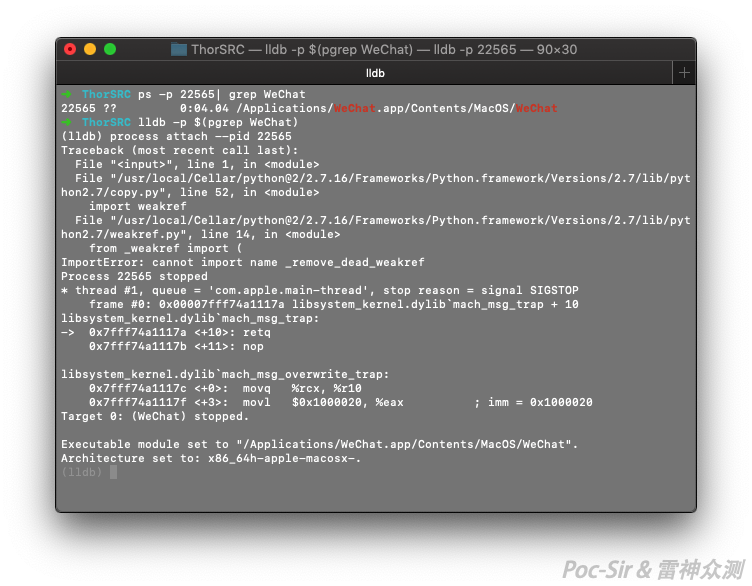 ThorSRC — lldb -p $(pgrep WeChat) — lldb -p 22565 — 90×30
lldb
+
➜  ThorSRC ps -p 22565| grep WeChat
22565 ??         0:04.04 /Applications/WeChat.app/Contents/MacOS/WeChat
➜  ThorSRC lldb -p $(pgrep WeChat)
(lldb) process attach --pid 22565
Traceback (most recent call last):
  File "<input>", line 1, in <module>
  File "/usr/local/Cellar/python@2/2.7.16/Frameworks/Python.framework/Versions/2.7/lib/pyt
hon2.7/copy.py", line 52, in <module>
    import weakref
  File "/usr/local/Cellar/python@2/2.7.16/Frameworks/Python.framework/Versions/2.7/lib/pyt
hon2.7/weakref.py", line 14, in <module>
    from _weakref import (
ImportError: cannot import name _remove_dead_weakref
Process 22565 stopped
* thread #1, queue = 'com.apple.main-thread', stop reason = signal SIGSTOP
    frame #0: 0x00007fff74a1117a libsystem_kernel.dylib`mach_msg_trap + 10
libsystem_kernel.dylib`mach_msg_trap:
->  0x7fff74a1117a <+10>: retq
    0x7fff74a1117b <+11>: nop
libsystem_kernel.dylib`mach_msg_overwrite_trap:
    0x7fff74a1117c <+0>:  movq   %rcx, %r10
    0x7fff74a1117f <+3>:  movl   $0x1000020, %eax          ; imm = 0x1000020
Target 0: (WeChat) stopped.
Executable module set to "/Applications/WeChat.app/Contents/MacOS/WeChat".
Architecture set to: x86_64h-apple-macosx-.
(lldb)
Poc-Sir & 雷神众测